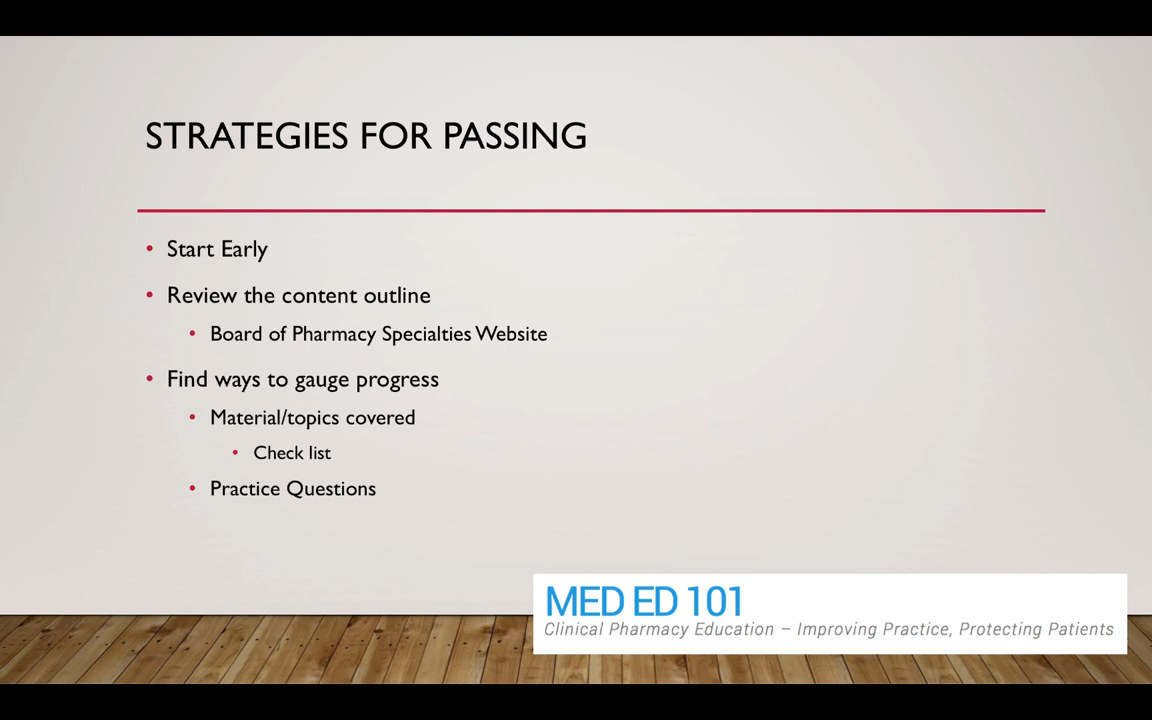 STRATEGIES FOR PASSING
• Start Early
• Review the content outline
• Board of Pharmacy Specialties Website
• Find ways to gauge progress
• Material/topics covered
• Check list
• Practice Questions
MED ED 101
Clinical Pharmacy Education – Improving Practice, Protecting Patients